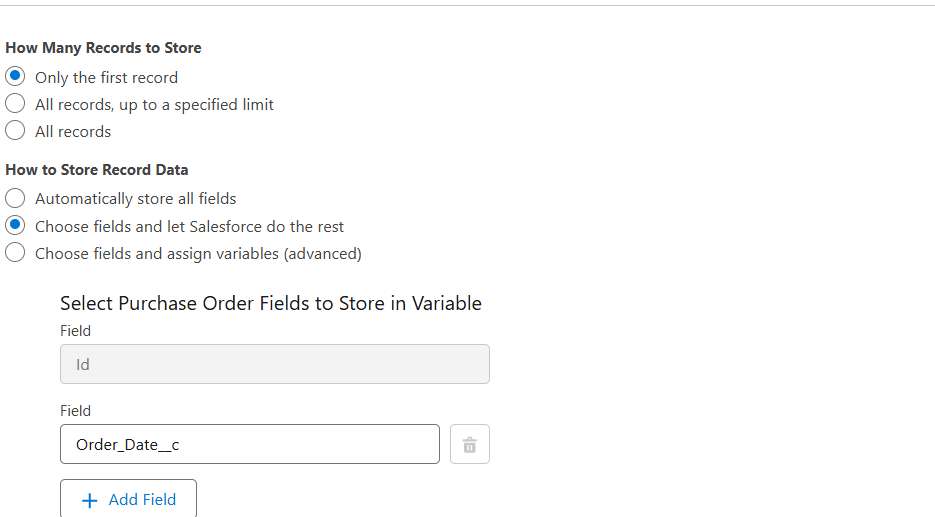 How Many Records to Store
Only the first record
All records, up to a specified limit
All records
How to Store Record Data
Automatically store all fields
Choose fields and let Salesforce do the rest
Choose fields and assign variables (advanced)
Select Purchase Order Fields to Store in Variable
Field
Id
Field
Order_Date__c
Add Field